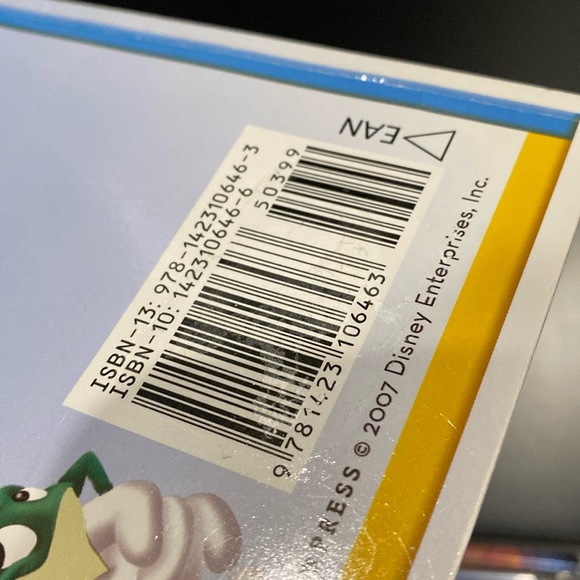 EAN
ISBN-13: 978-142310646-3
ISBN-10: 142310646-6
50399
9 781423 106463
PRESS © 2007 Disney Enterprises, Inc.